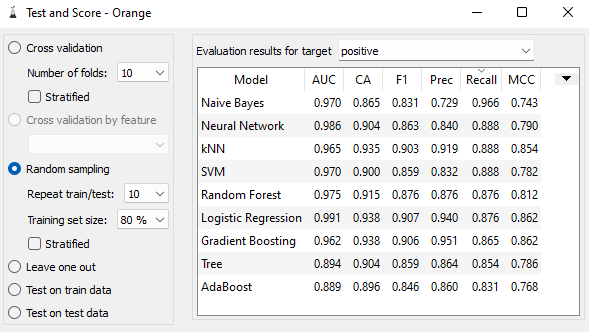 Test and Score - Orange
Cross validation
Number of folds: 10
Stratified
Cross validation by feature
Random sampling
Repeat train/test: 10
Training set size: 80 %
Stratified
Leave one out
Test on train data
Test on test data
Evaluation results for target positive
Model AUC CA F1 Prec Recall MCC
Naive Bayes 0.970 0.865 0.831 0.729 0.966 0.743
Neural Network 0.986 0.904 0.863 0.840 0.888 0.790
kNN 0.965 0.935 0.903 0.919 0.888 0.854
SVM 0.970 0.900 0.859 0.832 0.888 0.782
Random Forest 0.975 0.915 0.876 0.876 0.876 0.812
Logistic Regression 0.991 0.938 0.907 0.940 0.876 0.862
Gradient Boosting 0.962 0.938 0.906 0.951 0.865 0.862
Tree 0.894 0.904 0.859 0.864 0.854 0.786
AdaBoost 0.889 0.896 0.846 0.860 0.831 0.768